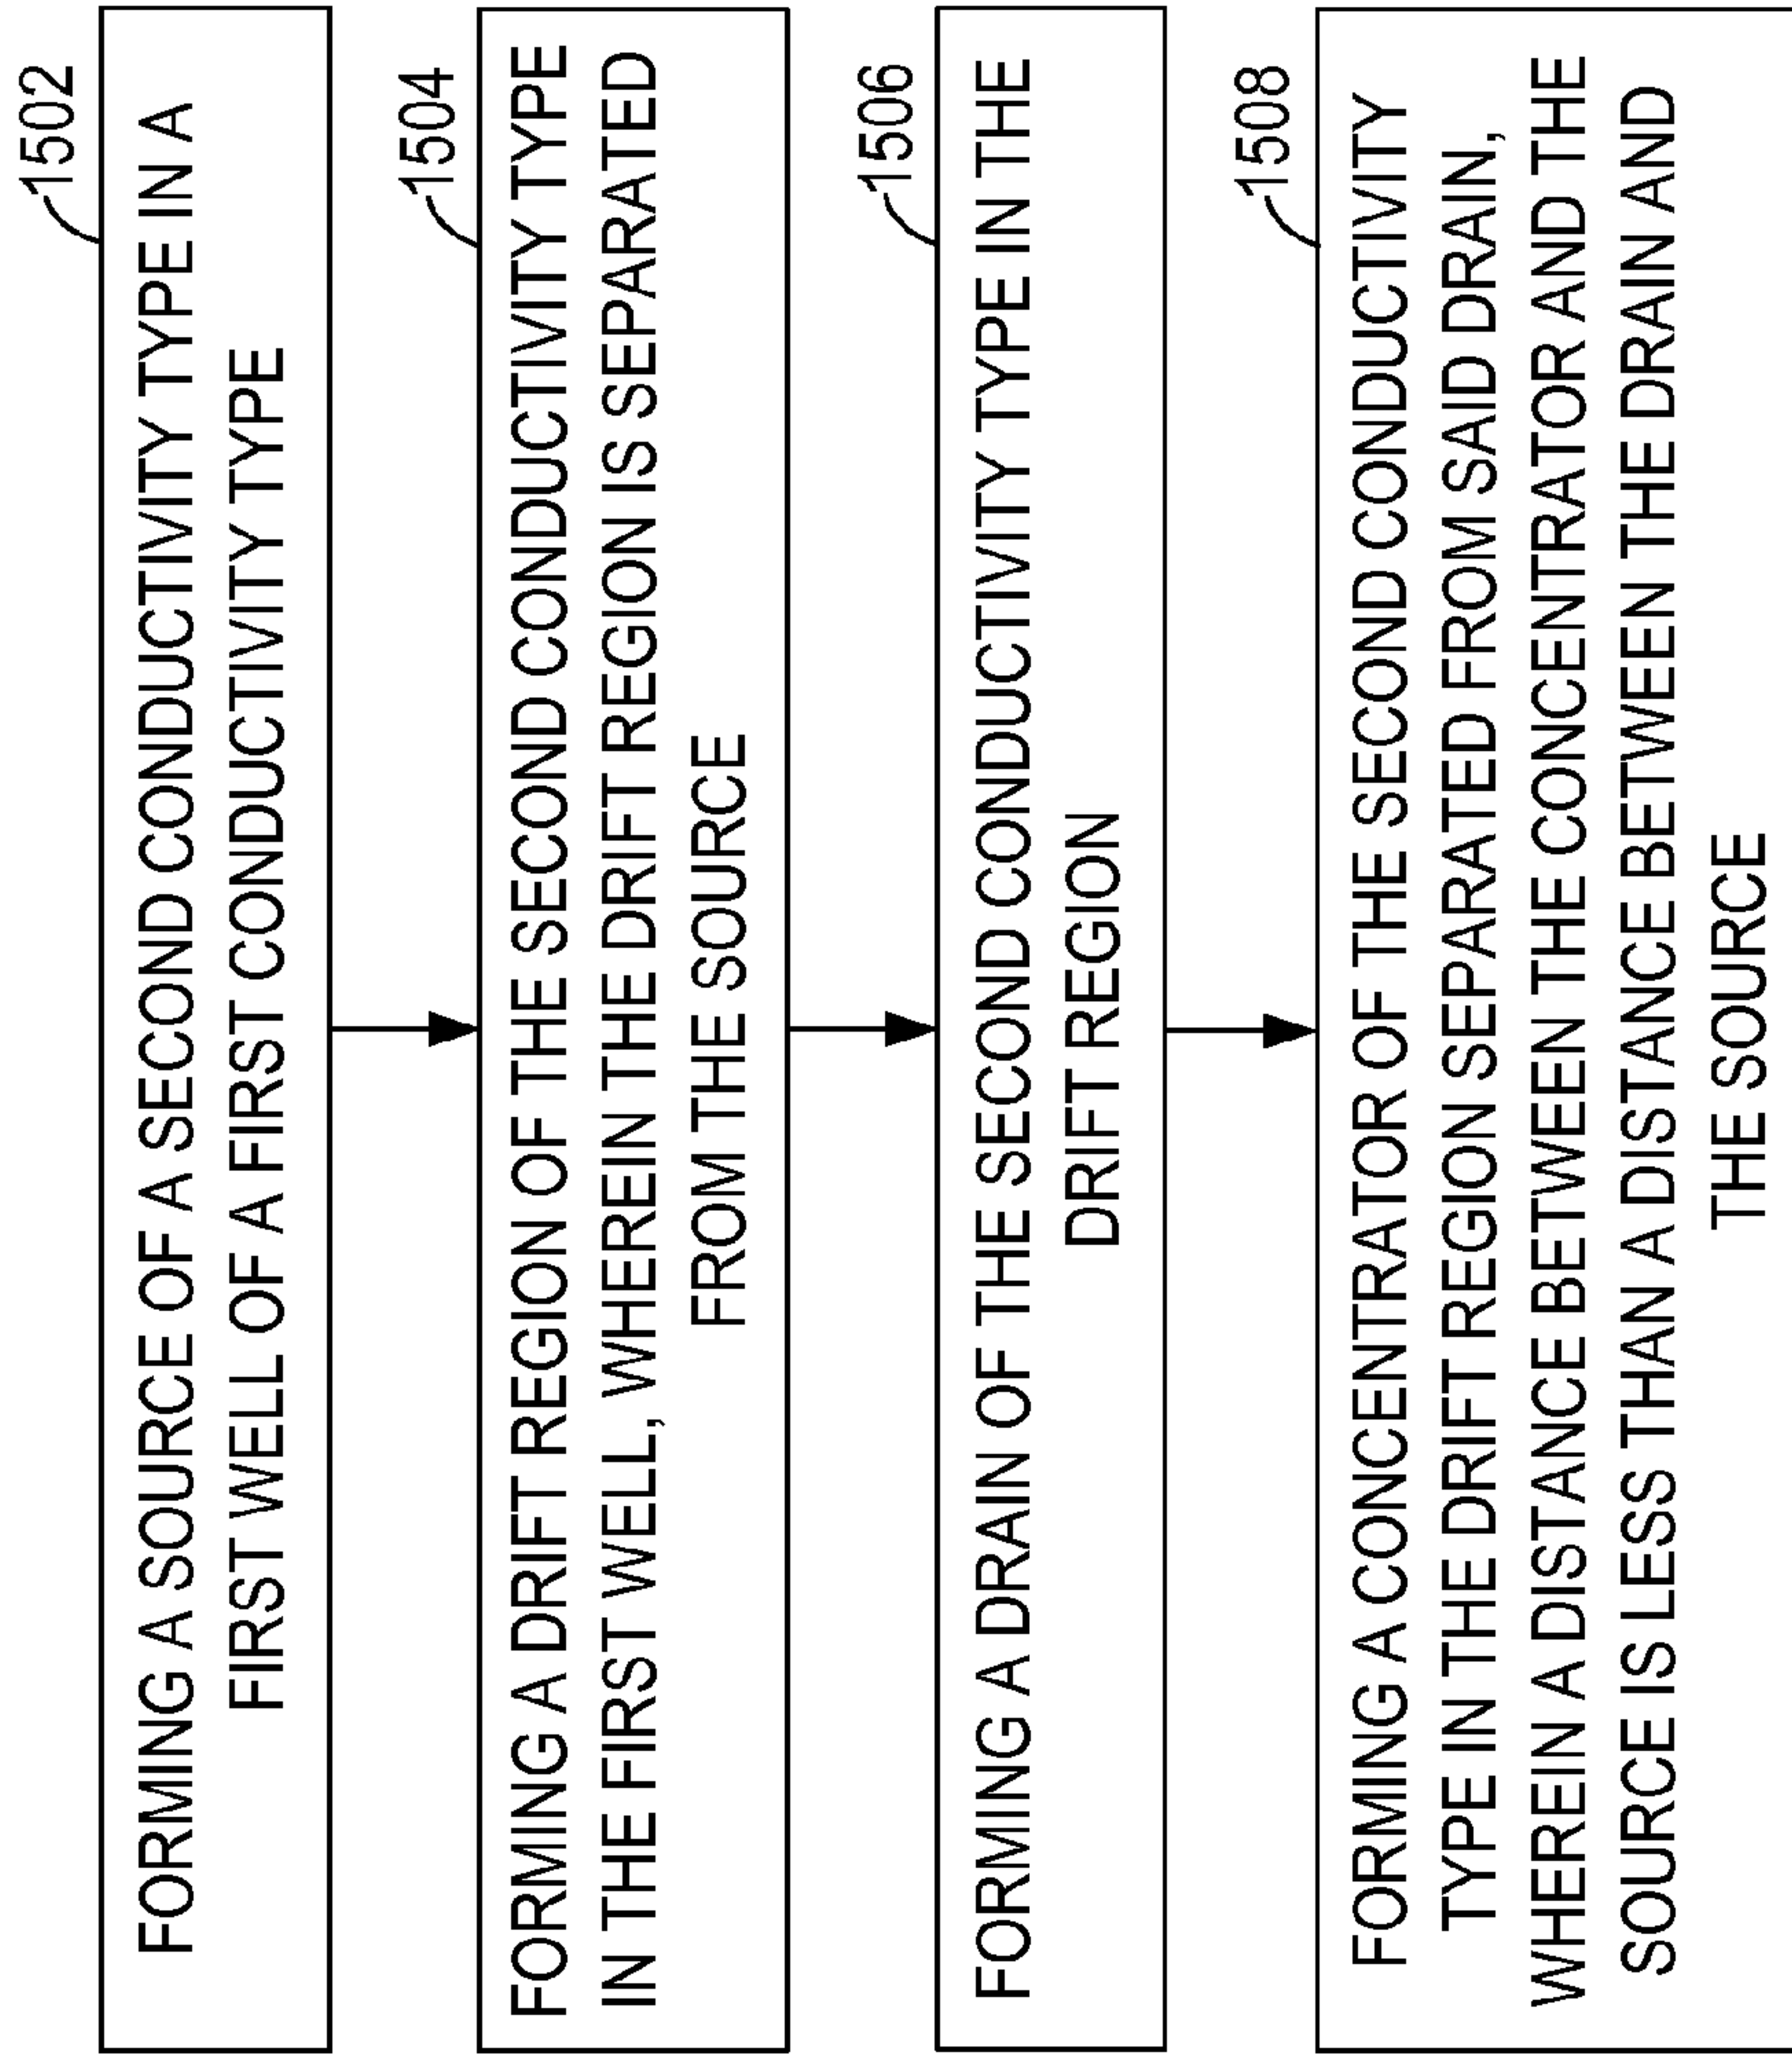 1502
FORMING A SOURCE OF A SECOND CONDUCTIVITY TYPE IN A
FIRST WELL OF A FIRST CONDUCTIVITY TYPE
1504
FORMING A DRIFT REGION OF THE SECOND CONDUCTIVITY TYPE
IN THE FIRST WELL, WHEREIN THE DRIFT REGION IS SEPARATED
FROM THE SOURCE
1506
FORMING A DRAIN OF THE SECOND CONDUCTIVITY TYPE IN THE
DRIFT REGION
1508
FORMING A CONCENTRATOR OF THE SECOND CONDUCTIVITY
TYPE IN THE DRIFT REGION SEPARATED FROM SAID DRAIN,
WHEREIN A DISTANCE BETWEEN THE CONCENTRATOR AND THE
SOURCE IS LESS THAN A DISTANCE BETWEEN THE DRAIN AND
THE SOURCE